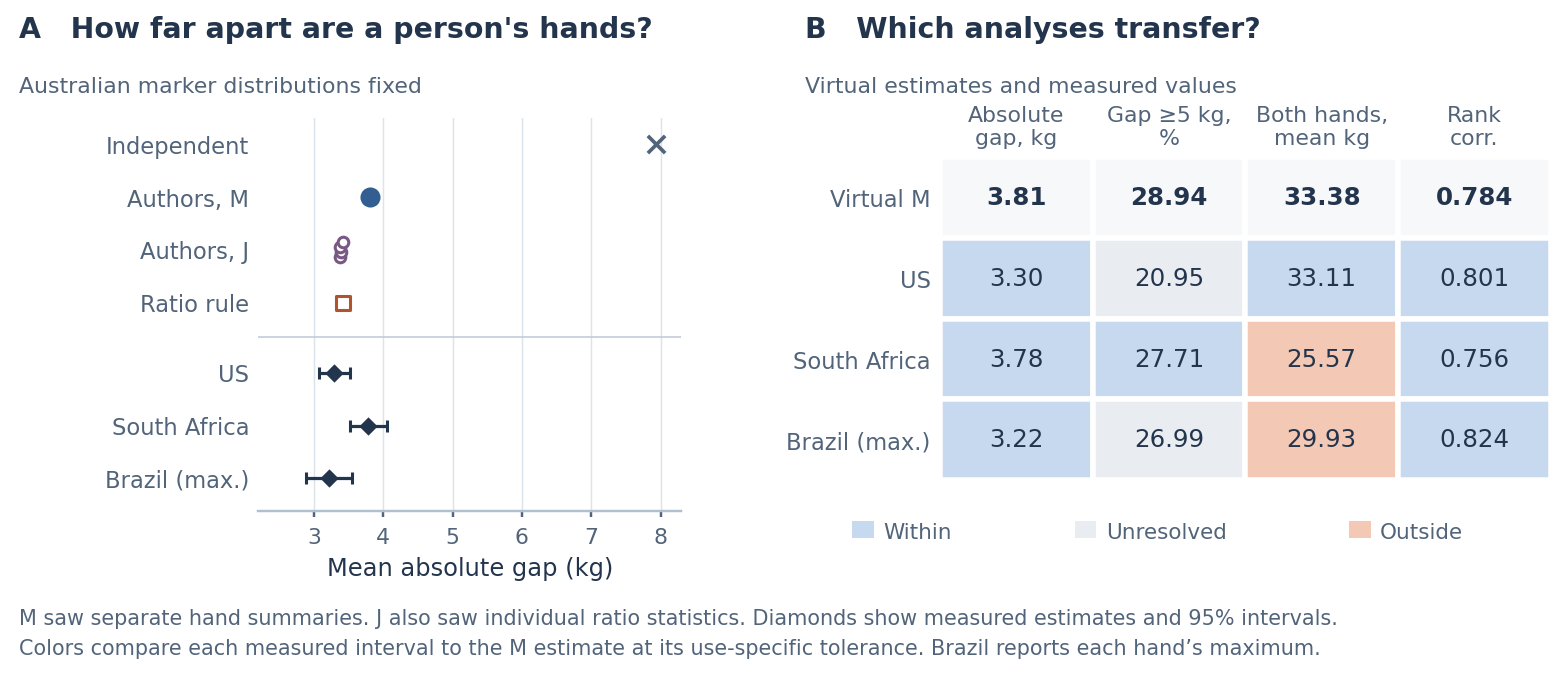 A How far apart are a person's hands?
Australian marker distributions fixed
Independent
Authors, M
Authors, J
Ratio rule
US
South Africa
Brazil (max.)
3 4 5 6 7 8
Mean absolute gap (kg)
B Which analyses transfer?
Virtual estimates and measured values
Absolute Gap ≥5 kg, Both hands, Rank
gap, kg % mean kg corr.
Virtual M 3.81 28.94 33.38 0.784
US 3.30 20.95 33.11 0.801
South Africa 3.78 27.71 25.57 0.756
Brazil (max.) 3.22 26.99 29.93 0.824
Within Unresolved Outside
M saw separate hand summaries. J also saw individual ratio statistics. Diamonds show measured estimates and 95% intervals.
Colors compare each measured interval to the M estimate at its use-specific tolerance. Brazil reports each hand’s maximum.